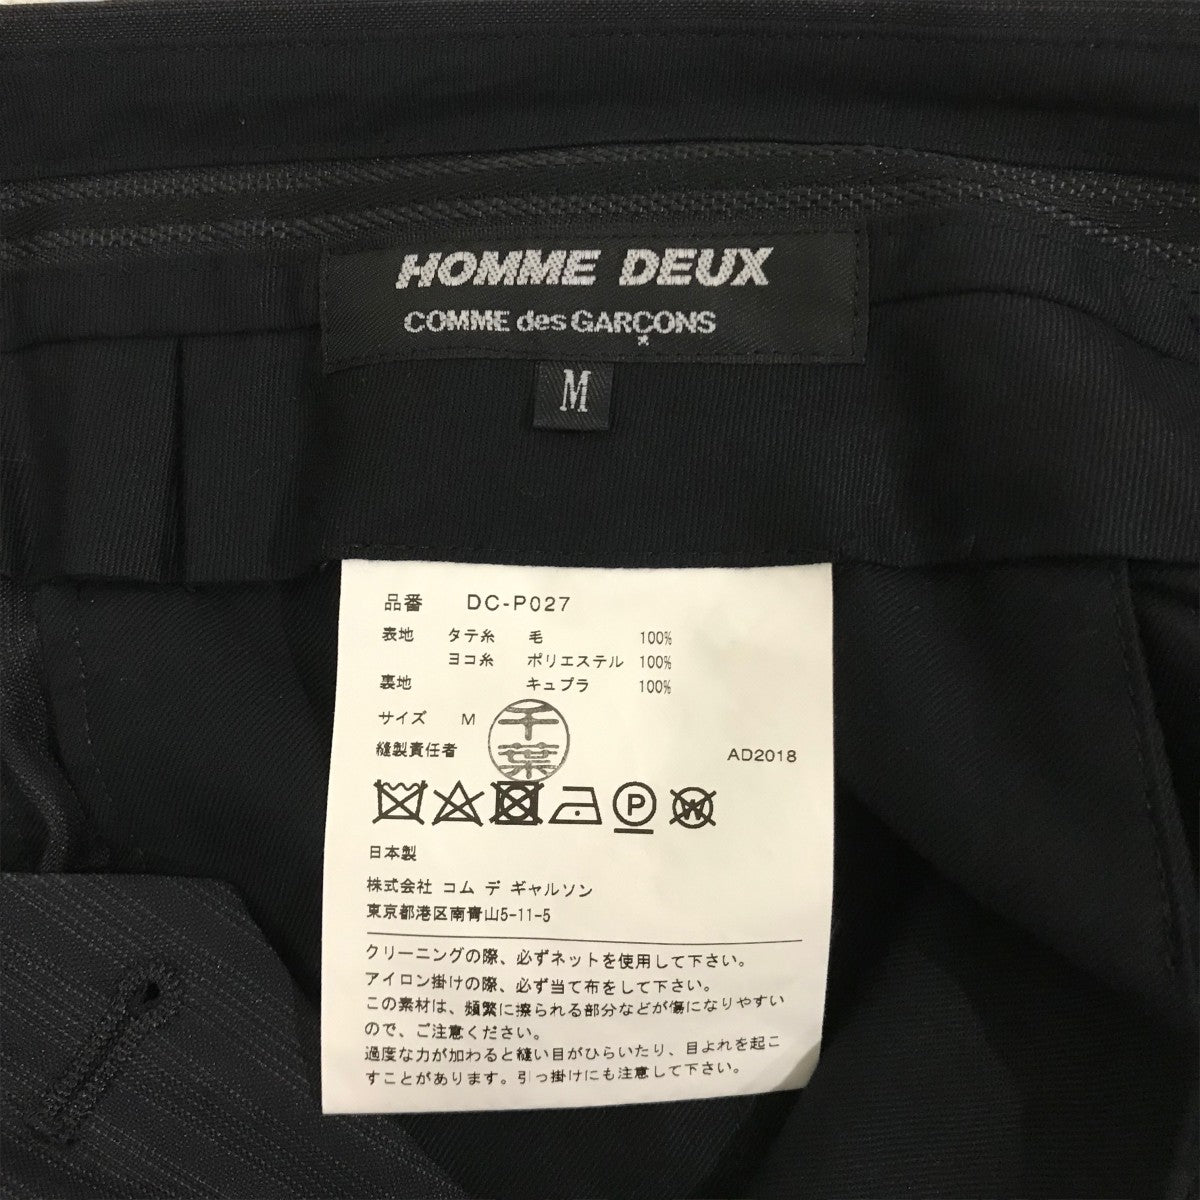 HOMME DEUX
COMME des GARÇONS
M
品番 DC-P027
表地 タテ糸 毛 100%
ヨコ糸 ポリエステル 100%
裏地 キュプラ 100%
サイズ M
縫製責任者 千葉 AD2018
P W
日本製
株式会社 コム デ ギャルソン
東京都港区南青山5-11-5
クリーニングの際、必ずネットを使用して下さい。
アイロン掛けの際、必ず当て布をして下さい。
この素材は、頻繁に擦られる部分などが傷になりやすい
ので、ご注意ください。
過度な力が加わると縫い目がひらいたり、目よれを起こ
すことがあります。引っ掛けにも注意して下さい。